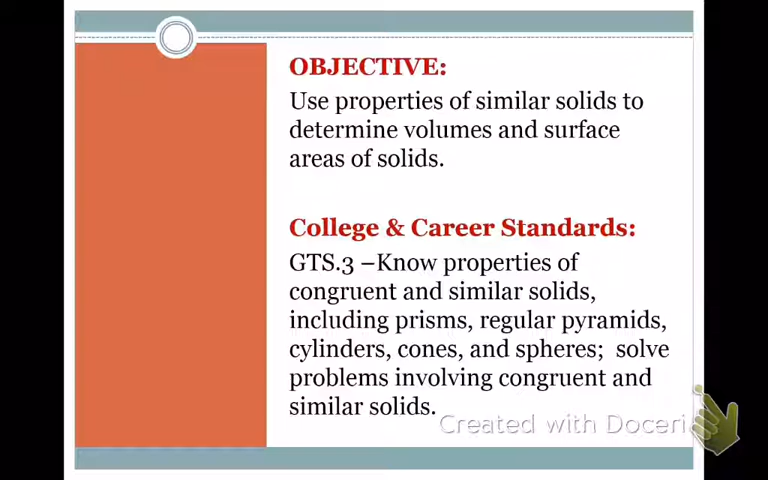 OBJECTIVE:
Use properties of similar solids to
determine volumes and surface
areas of solids.
College & Career Standards:
GTS.3 –Know properties of
congruent and similar solids,
including prisms, regular pyramids,
cylinders, cones, and spheres;  solve
problems involving congruent and
similar solids.
Created with Doceri